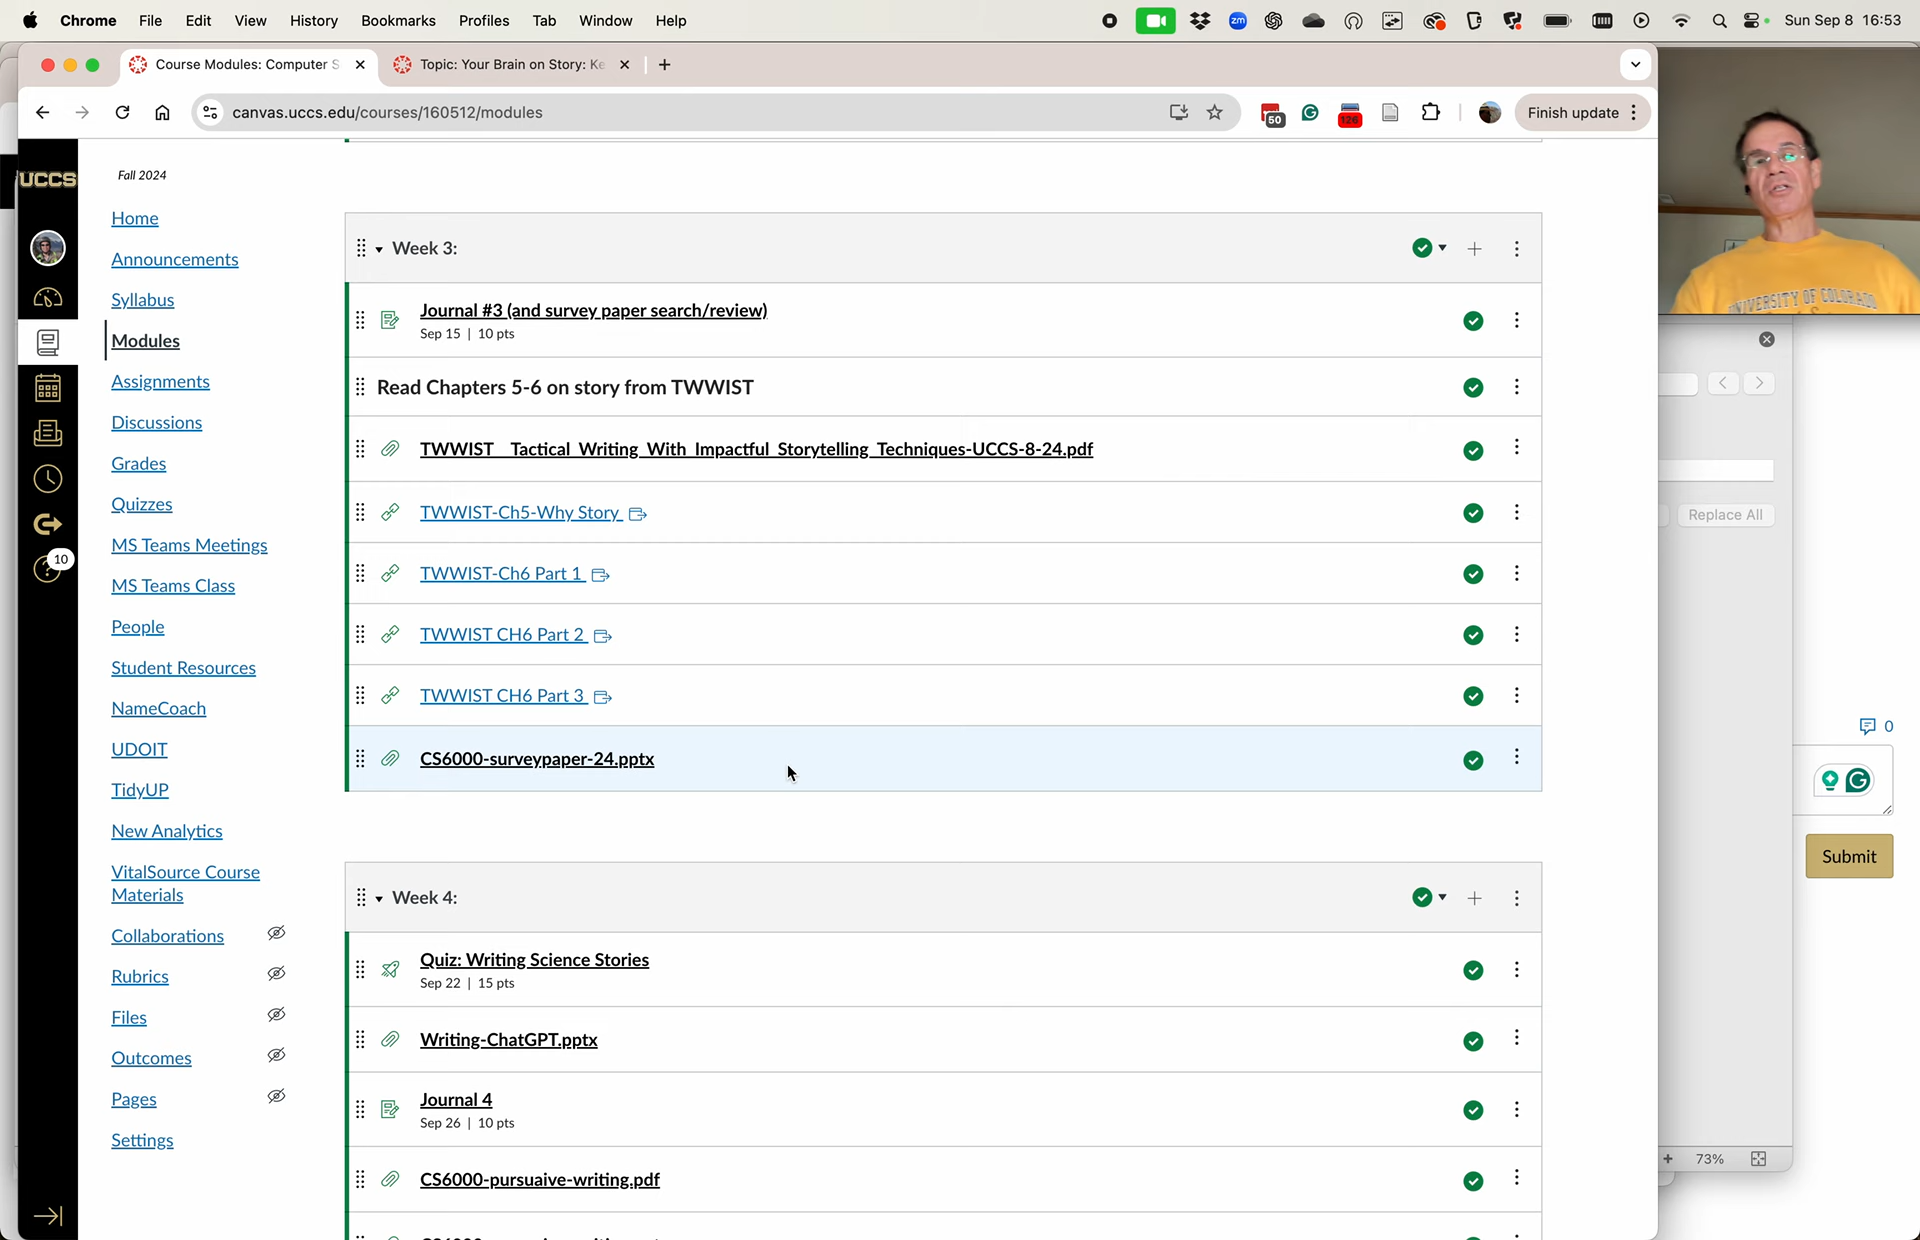 Chrome File Edit View History Bookmarks Profiles Tab Window Help
zm
Sun Sep 8 16:53
Course Modules: Computer S
Topic: Your Brain on Story: Ke
canvas.uccs.edu/courses/160512/modules
50
126
Finish update
UCCS
Fall 2024
Home
Announcements
Syllabus
Modules
Assignments
Discussions
Grades
Quizzes
MS Teams Meetings
10
MS Teams Class
People
Student Resources
NameCoach
UDOIT
TidyUP
New Analytics
VitalSource Course
Materials
Collaborations
Rubrics
Files
Outcomes
Pages
Settings
Week 3:
Journal #3 (and survey paper search/review)
Sep 15 | 10 pts
Read Chapters 5-6 on story from TWWIST
TWWIST__Tactical_Writing_With_Impactful_Storytelling_Techniques-UCCS-8-24.pdf
TWWIST-Ch5-Why Story
TWWIST-Ch6 Part 1
TWWIST CH6 Part 2
TWWIST CH6 Part 3
CS6000-surveypaper-24.pptx
Week 4:
Quiz: Writing Science Stories
Sep 22 | 15 pts
Writing-ChatGPT.pptx
Journal 4
Sep 26 | 10 pts
CS6000-pursuaive-writing.pdf
UNIVERSITY OF COLORADO
Replace All
0
Submit
73%